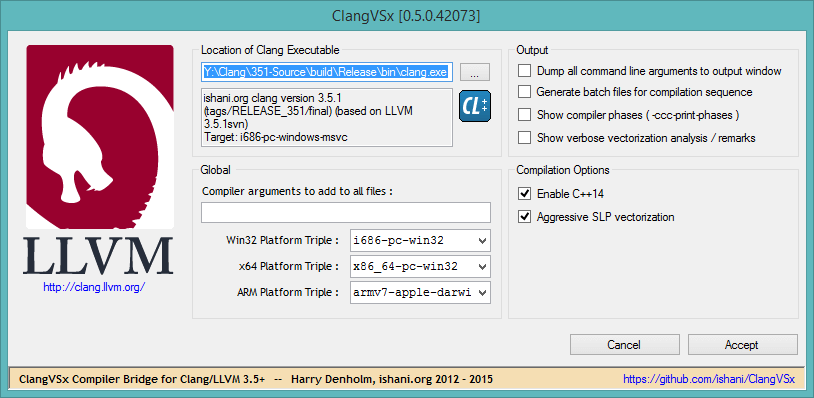 ClangVSx [0.5.0.42073]
LLVM
http://clang.llvm.org/
Location of Clang Executable
Y:\Clang\351-Source\build\Release\bin\clang.exe
...
ishani.org clang version 3.5.1
(tags/RELEASE_351/final) (based on LLVM
3.5.1svn)
Target: i686-pc-windows-msvc
CL++
Global
Compiler arguments to add to all files :
Win32 Platform Triple : i686-pc-win32
x64 Platform Triple : x86_64-pc-win32
ARM Platform Triple : armv7-apple-darwi
Output
Dump all command line arguments to output window
Generate batch files for compilation sequence
Show compiler phases ( -ccc-print-phases )
Show verbose vectorization analysis / remarks
Compilation Options
Enable C++14
Aggressive SLP vectorization
Cancel Accept
ClangVSx Compiler Bridge for Clang/LLVM 3.5+ -- Harry Denholm, ishani.org 2012 - 2015 https://github.com/ishani/ClangVSx